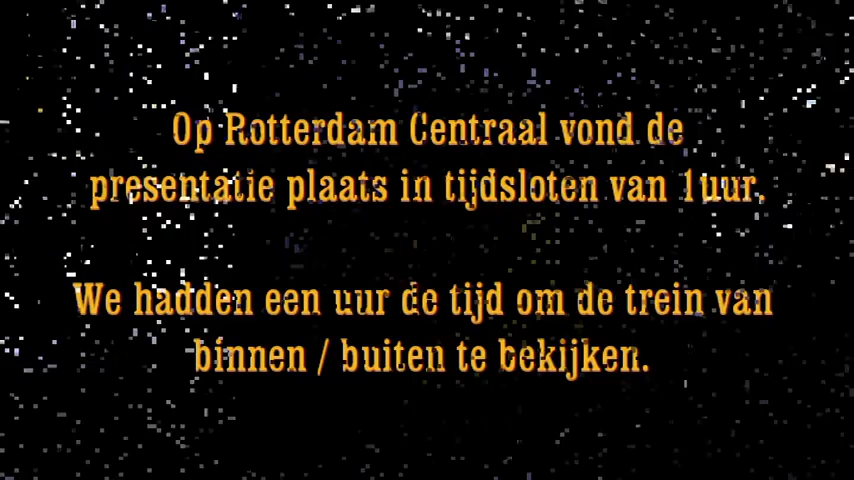 Op Rotterdam Centraal vond de
presentatie plaats in tijdsloten van 1uur.
We hadden een uur de tijd om de trein van
binnen / buiten te bekijken.